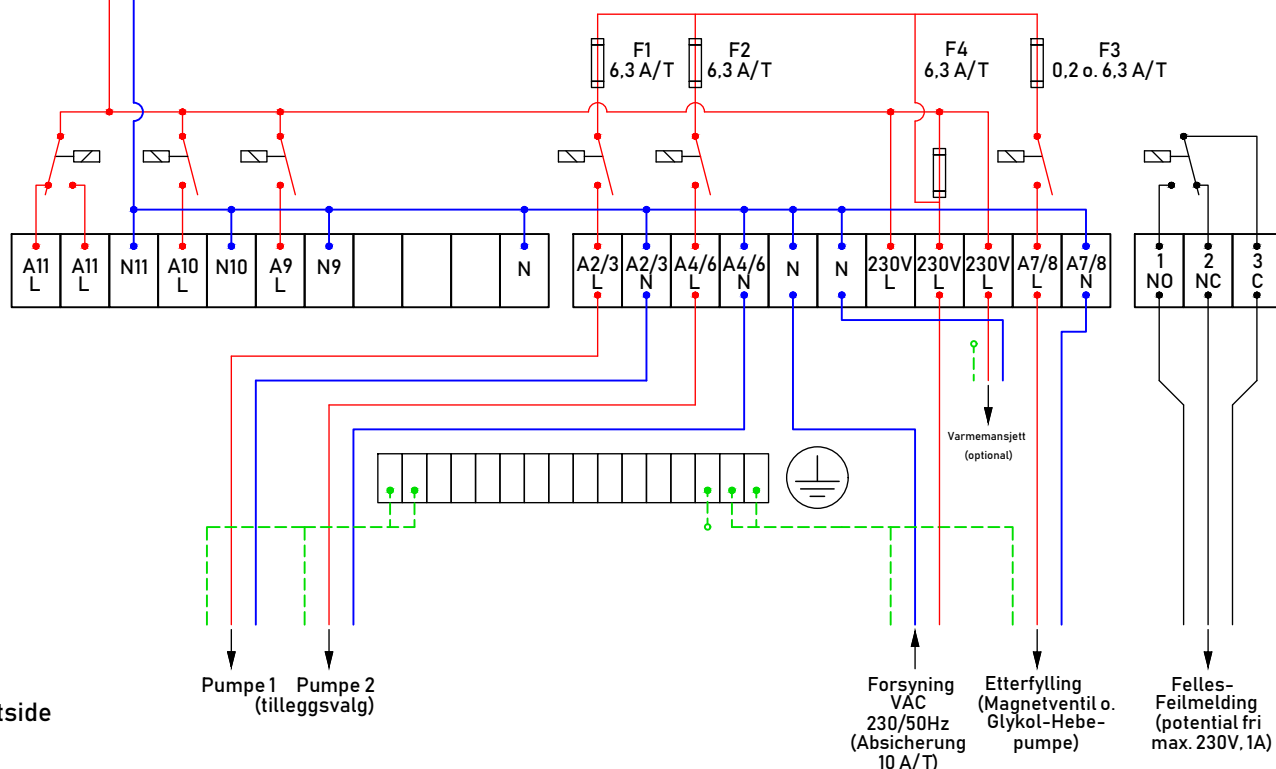 F1
6,3 A/T
F2
6,3 A/T
F4
6,3 A/T
F3
0,2 o. 6,3 A/T
A11
L
A11
L
N11
A10
L
N10
A9
L
N9
N
A2/3
L
A2/3
N
A4/6
L
A4/6
N
N
N
230V
L
230V
L
230V
L
A7/8
L
A7/8
N
1
NO
2
NC
3
C
Varmemansjett
(optional)
Pumpe 1
Pumpe 2
(tilleggsvalg)
Forsyning
VAC
230/50Hz
(Absicherung
10 A/T)
Etterfylling
(Magnetventil o.
Glykol-Hebe-
pumpe)
Felles-
Feilmelding
(potential fri
max. 230V, 1A)
tside